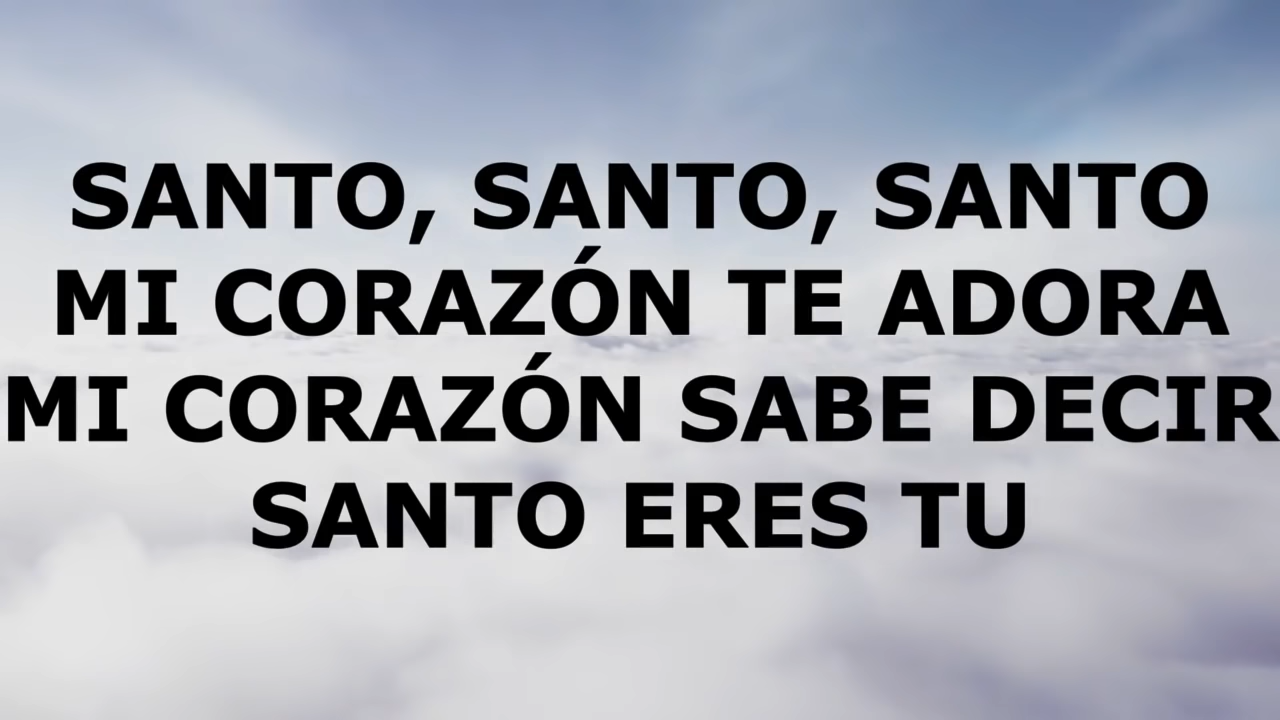 SANTO, SANTO, SANTO
MI CORAZÓN TE ADORA
MI CORAZÓN SABE DECIR
SANTO ERES TU